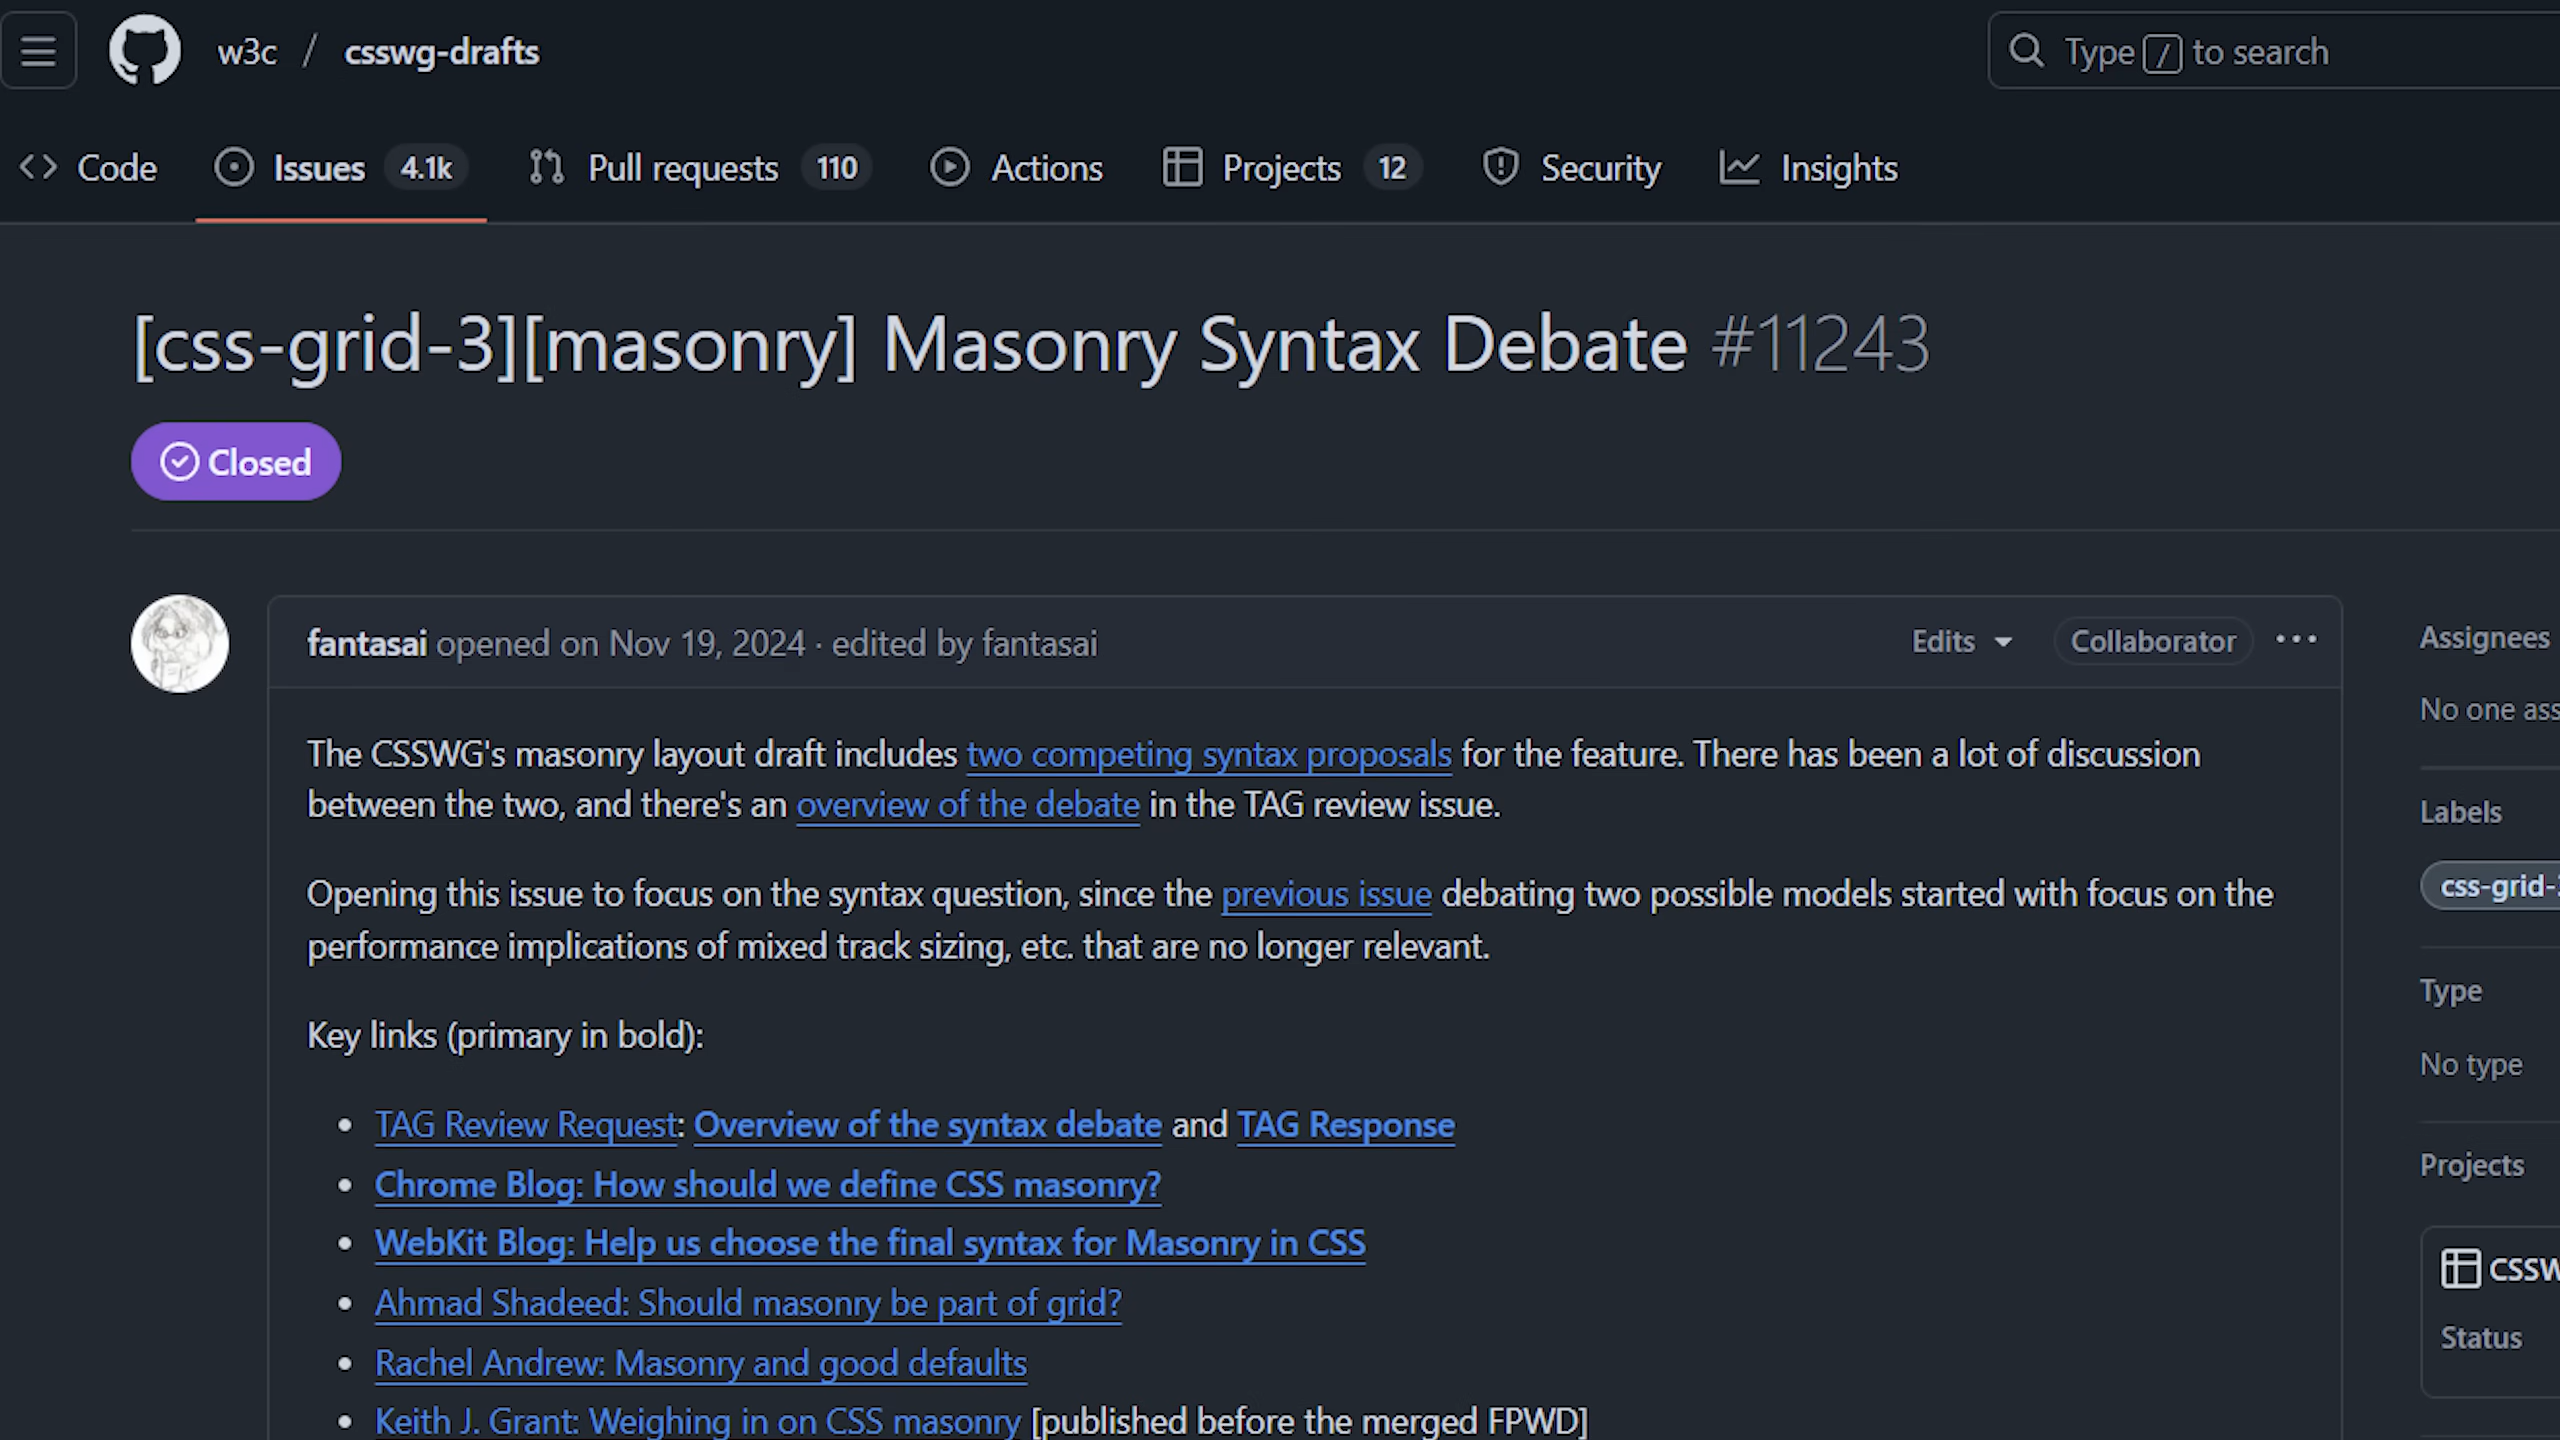 w3c / csswg-drafts
Type / to search
Code
Issues 4.1k
Pull requests 110
Actions
Projects 12
Security
Insights
[css-grid-3][masonry] Masonry Syntax Debate #11243
Closed
fantasai opened on Nov 19, 2024 · edited by fantasai
Edits
Collaborator
The CSSWG's masonry layout draft includes two competing syntax proposals for the feature. There has been a lot of discussion
between the two, and there's an overview of the debate in the TAG review issue.
Opening this issue to focus on the syntax question, since the previous issue debating two possible models started with focus on the
performance implications of mixed track sizing, etc. that are no longer relevant.
Key links (primary in bold):
• TAG Review Request: Overview of the syntax debate and TAG Response
• Chrome Blog: How should we define CSS masonry?
• WebKit Blog: Help us choose the final syntax for Masonry in CSS
• Ahmad Shadeed: Should masonry be part of grid?
• Rachel Andrew: Masonry and good defaults
• Keith J. Grant: Weighing in on CSS masonry [published before the merged FPWD]
Assignees
No one
Labels
css-grid-
Type
No type
Projects
Status